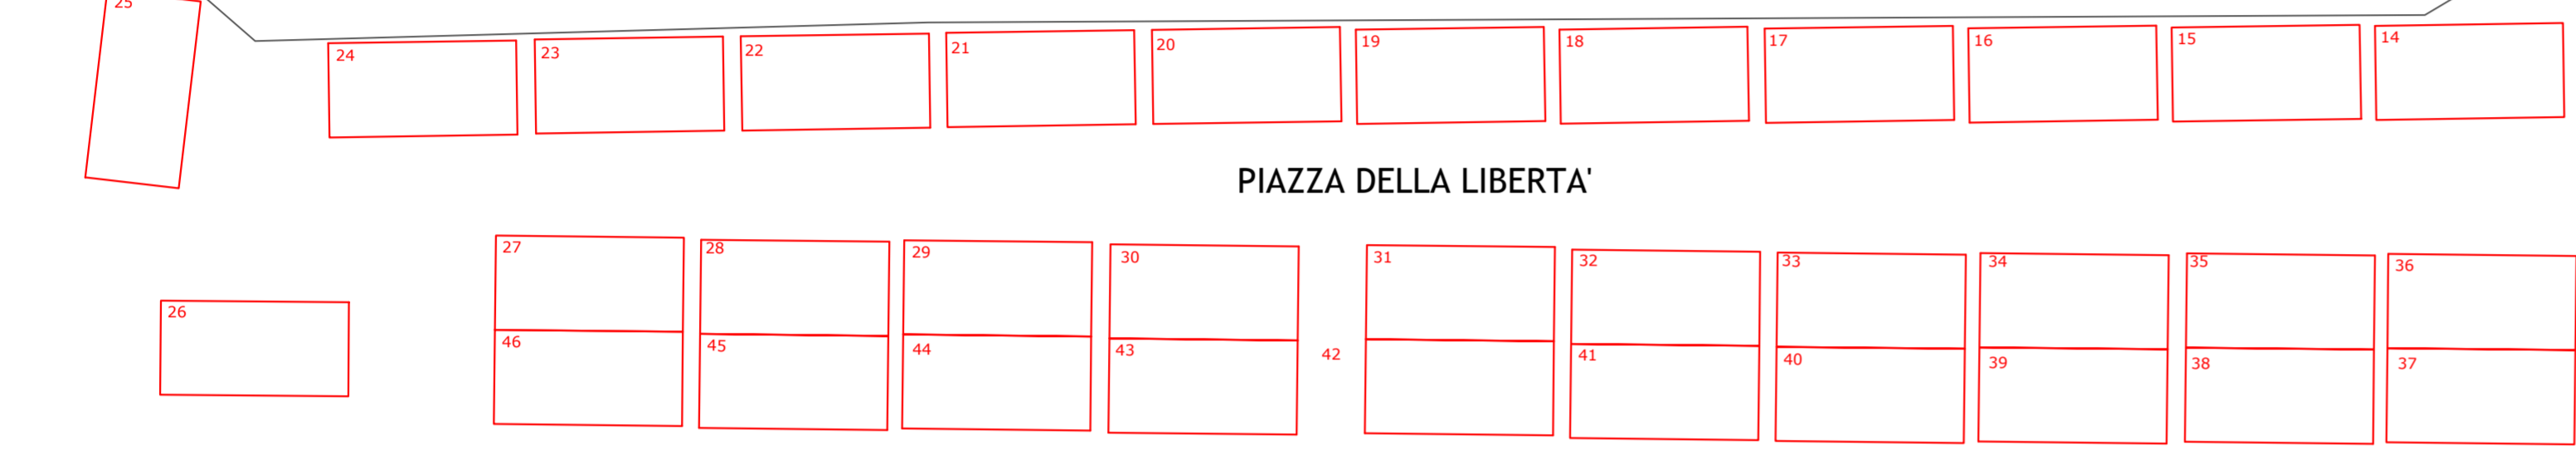 25
24 23 22 21 20 19 18 17 16 15 14
PIAZZA DELLA LIBERTA'
27 28 29 30 31 32 33 34 35 36
26
46 45 44 43 42 41 40 39 38 37